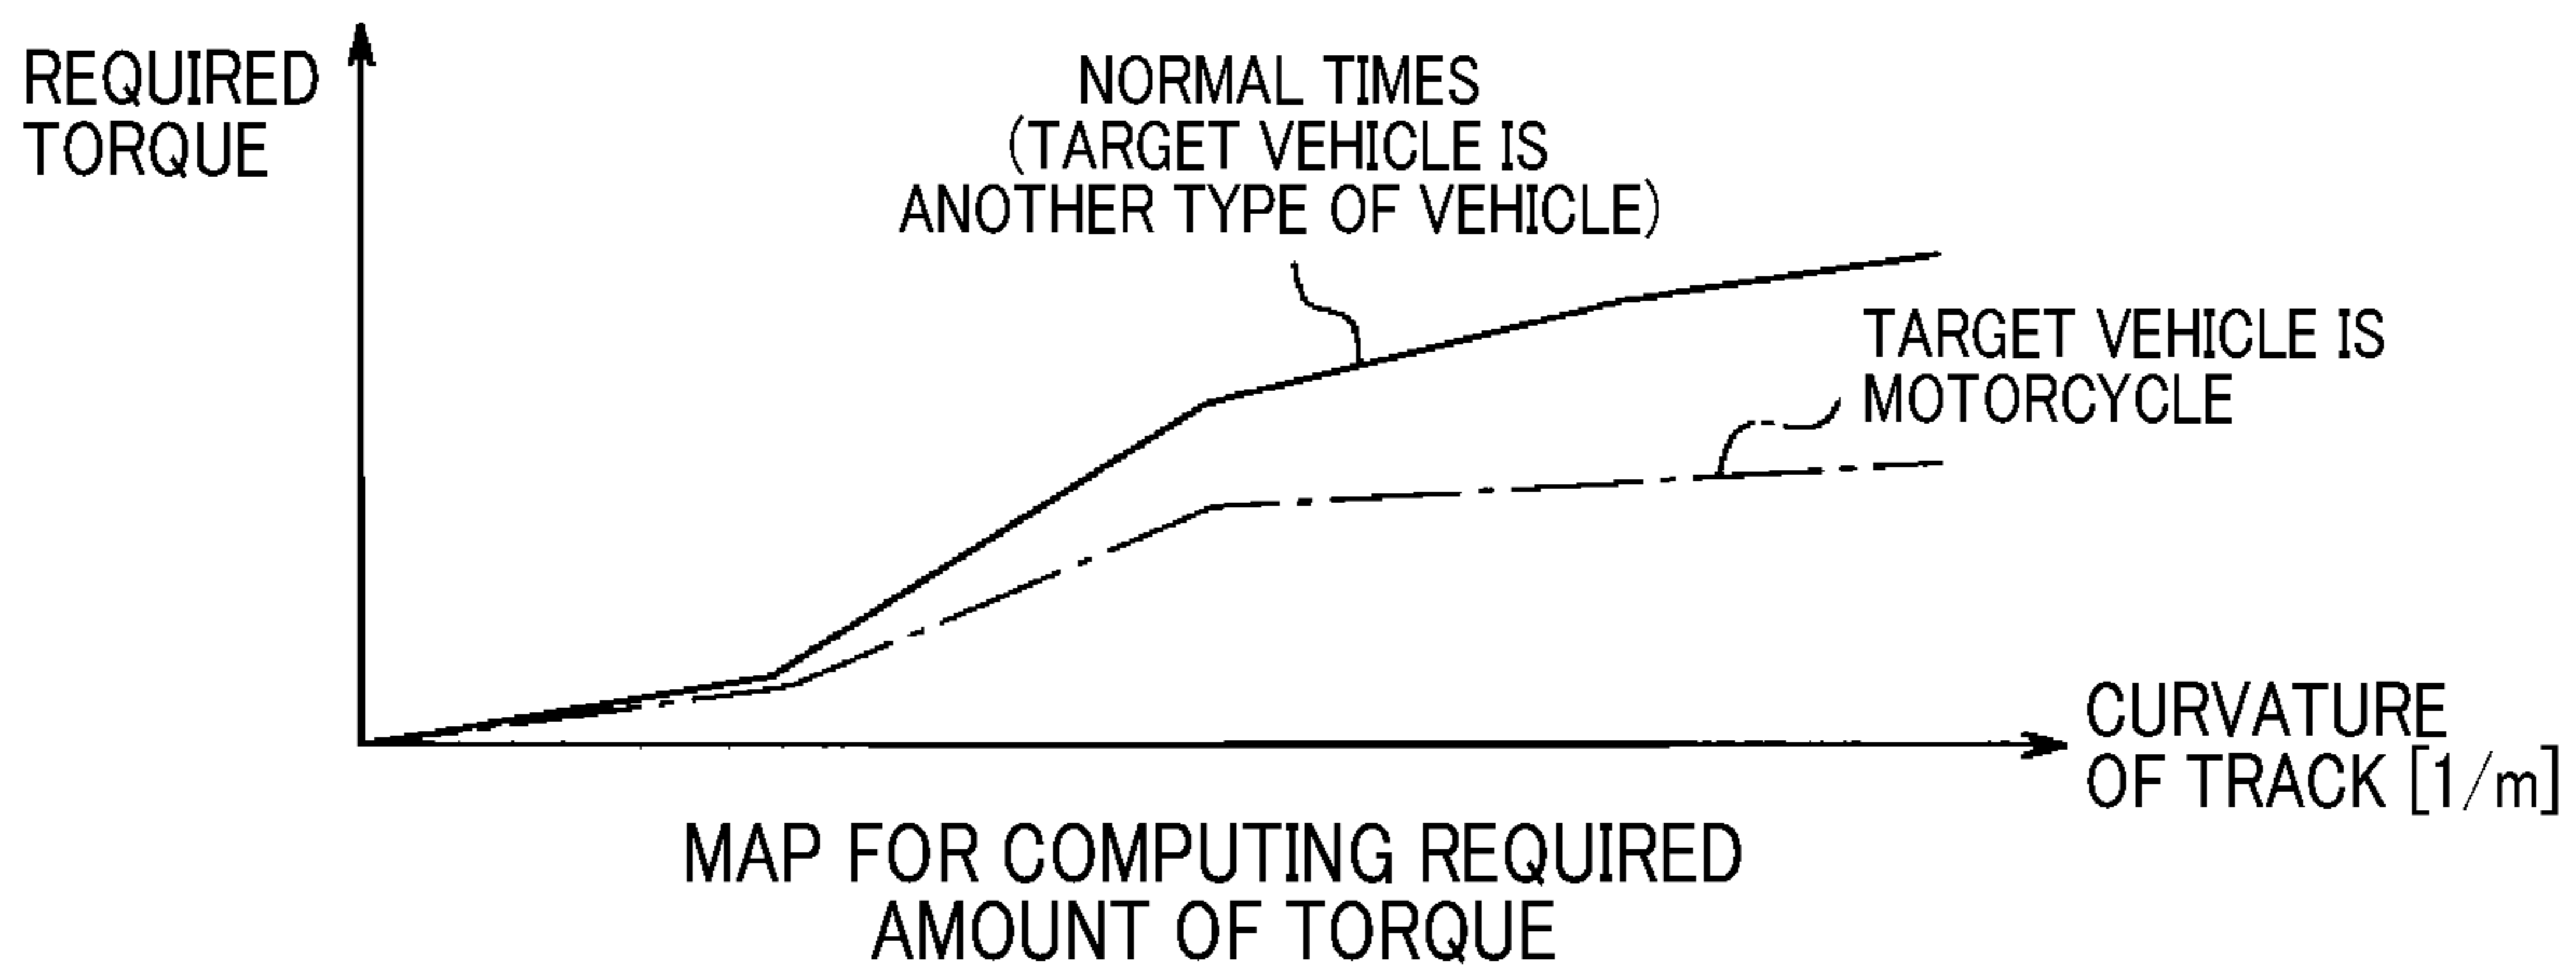 REQUIRED
TORQUE
NORMAL TIMES
(TARGET VEHICLE IS
ANOTHER TYPE OF VEHICLE)
TARGET VEHICLE IS
MOTORCYCLE
CURVATURE
OF TRACK [1/m]
MAP FOR COMPUTING REQUIRED
AMOUNT OF TORQUE